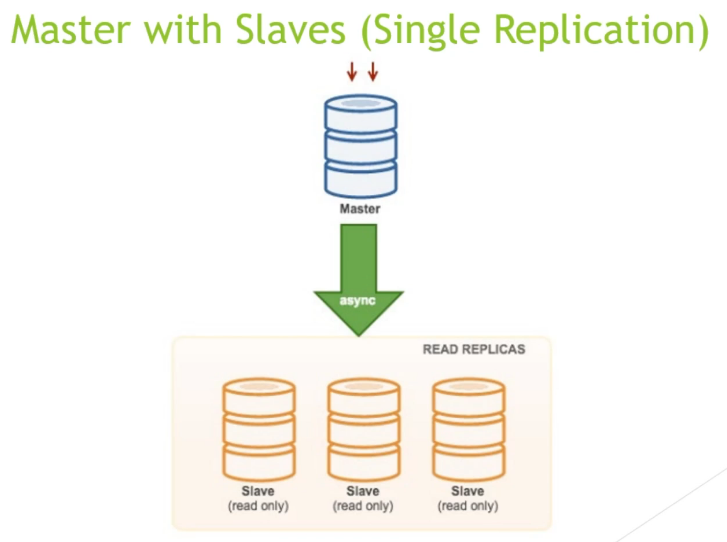 Master with Slaves (Single Replication)
Master
async
READ REPLICAS
Slave Slave Slave
(read only) (read only) (read only)